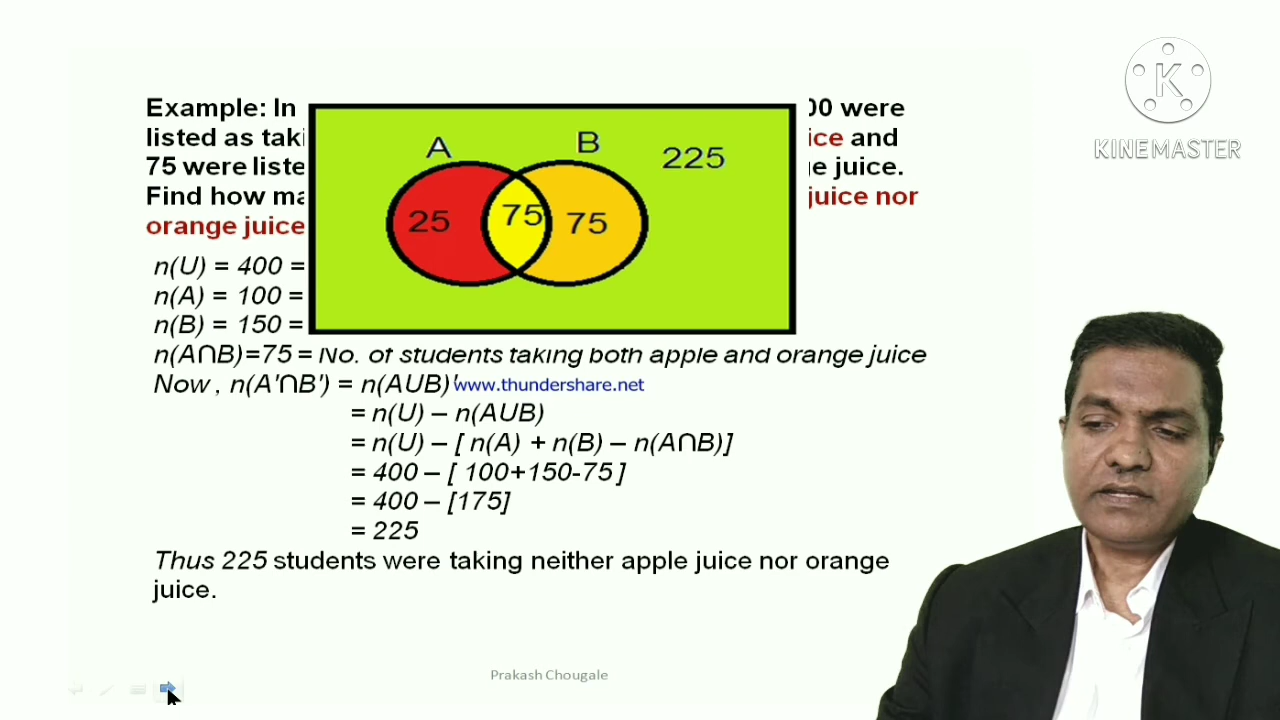 Example: In 00 were
listed as taki ice and
75 were liste ge juice.
Find how ma juice nor
orange juice
n(U) = 400 =
n(A) = 100 =
n(B) = 150 =
n(A∩B)=75 = No. of students taking both apple and orange juice
Now , n(A'∩B') = n(AUB)'
www.thundershare.net
= n(U) – n(AUB)
= n(U) – [ n(A) + n(B) – n(A∩B)]
= 400 – [ 100+150-75 ]
= 400 – [175]
= 225
Thus 225 students were taking neither apple juice nor orange
juice.
A B 225
25 75 75
K
KINEMASTER
Prakash Chougale